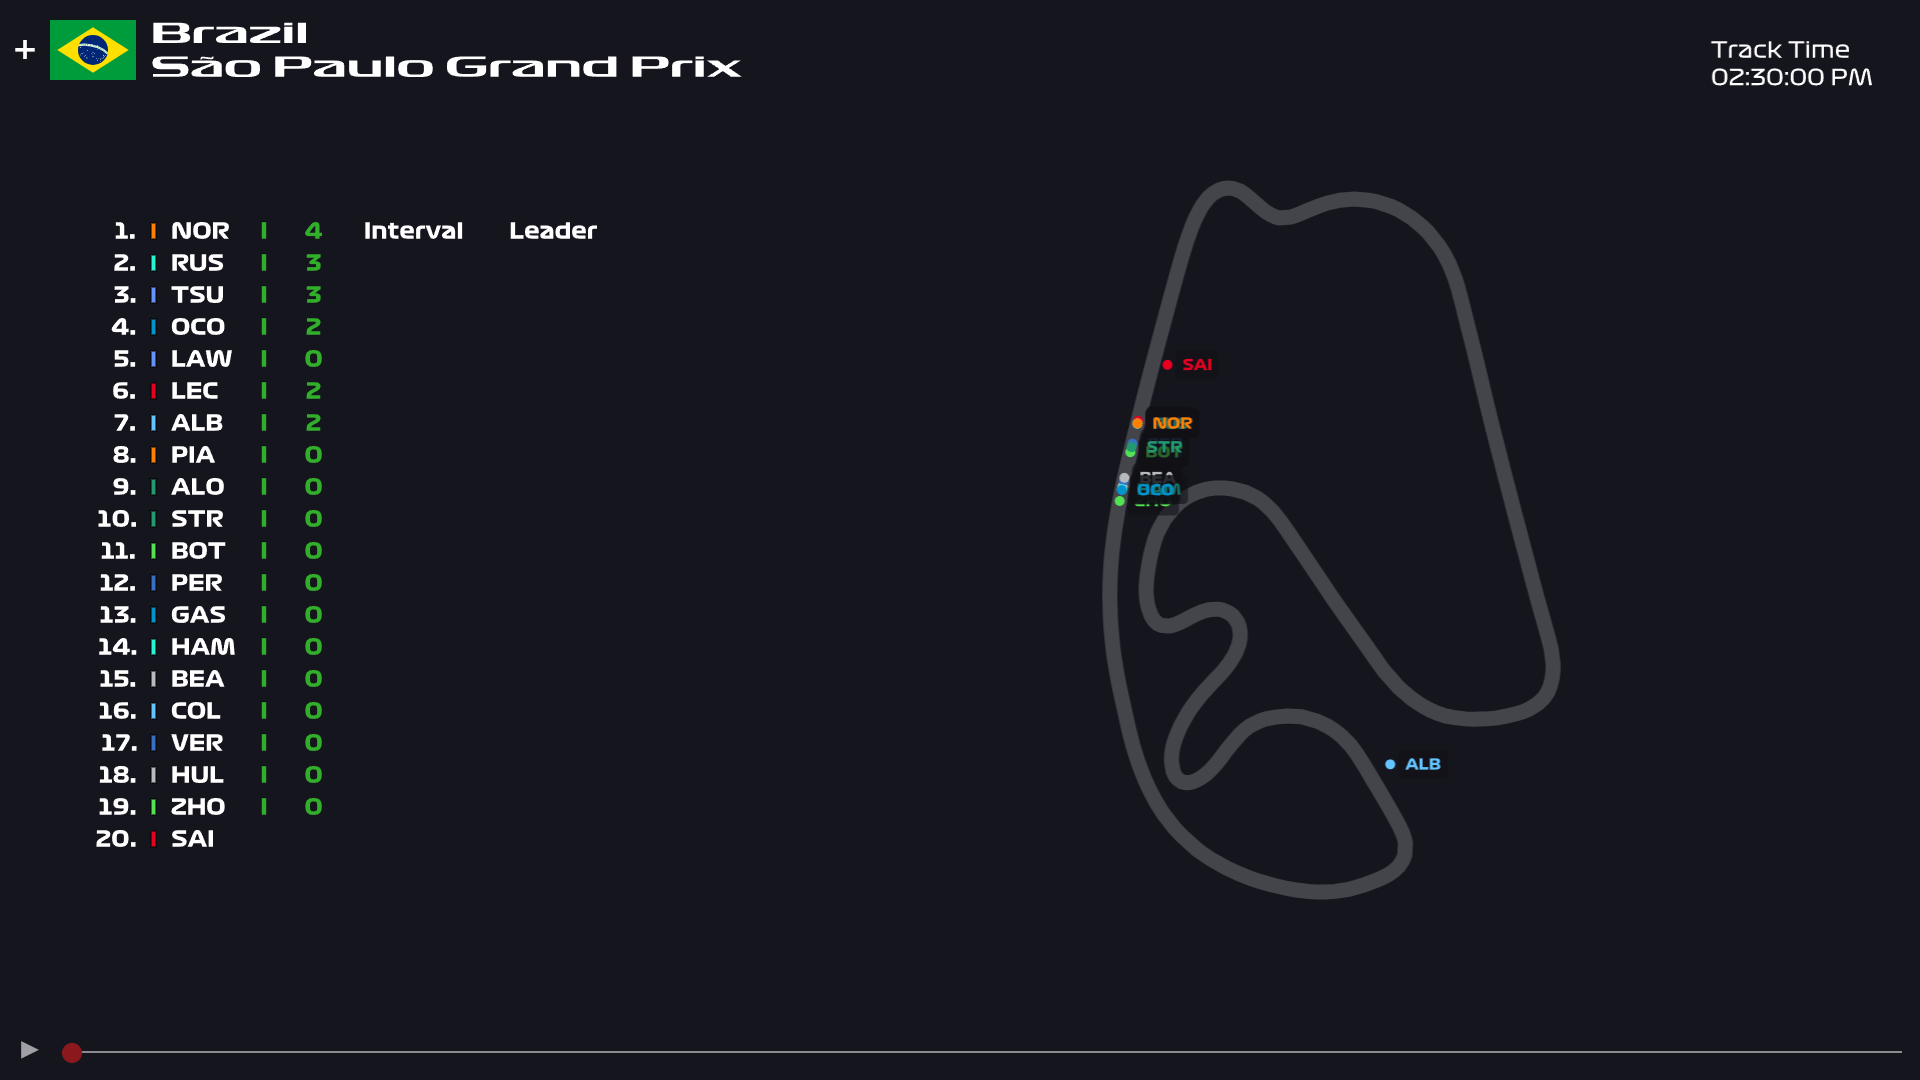 +
Brazil
São Paulo Grand Prix
Track Time
02:30:00 PM
1. NOR I 4 Interval Leader
2. RUS I 3
3. TSU I 3
4. OCO I 2
5. LAW I 0
6. LEC I 2
7. ALB I 2
8. PIA I 0
9. ALO I 0
10. STR I 0
11. BOT I 0
12. PER I 0
13. GAS I 0
14. HAM I 0
15. BEA I 0
16. COL I 0
17. VER I 0
18. HUL I 0
19. ZHO I 0
20. SAI
SAI
NOR
STR
BOT
BEA
OCO
ZHO
ALB